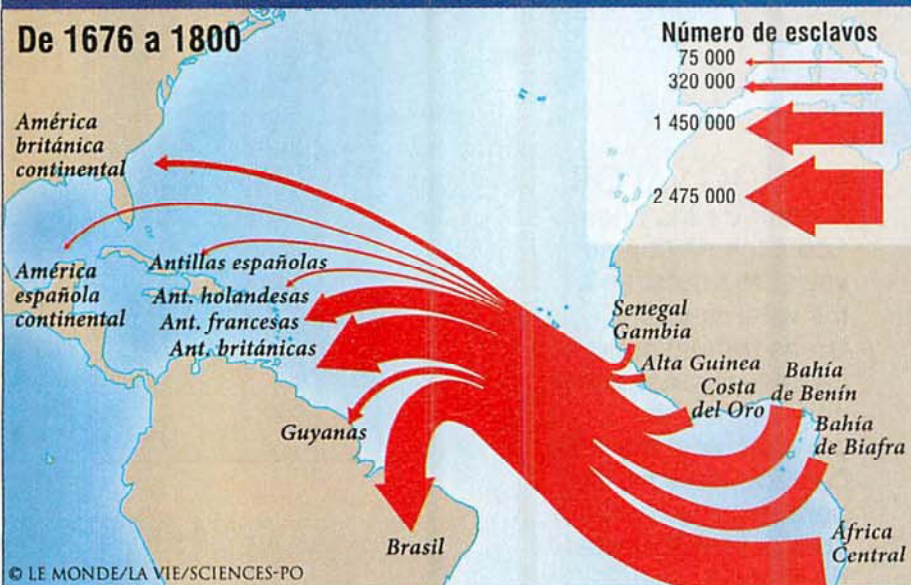 De 1676 a 1800
Número de esclavos
75 000
320 000
1 450 000
2 475 000
América
británica
continental
América
española
continental
Antillas españolas
Ant. holandesas
Ant. francesas
Ant. británicas
Guyanas
Brasil
Senegal
Gambia
Alta Guinea
Costa
del Oro
Bahía
de Benín
Bahía
de Biafra
África
Central
© LE MONDE/LA VIE/SCIENCES-PO